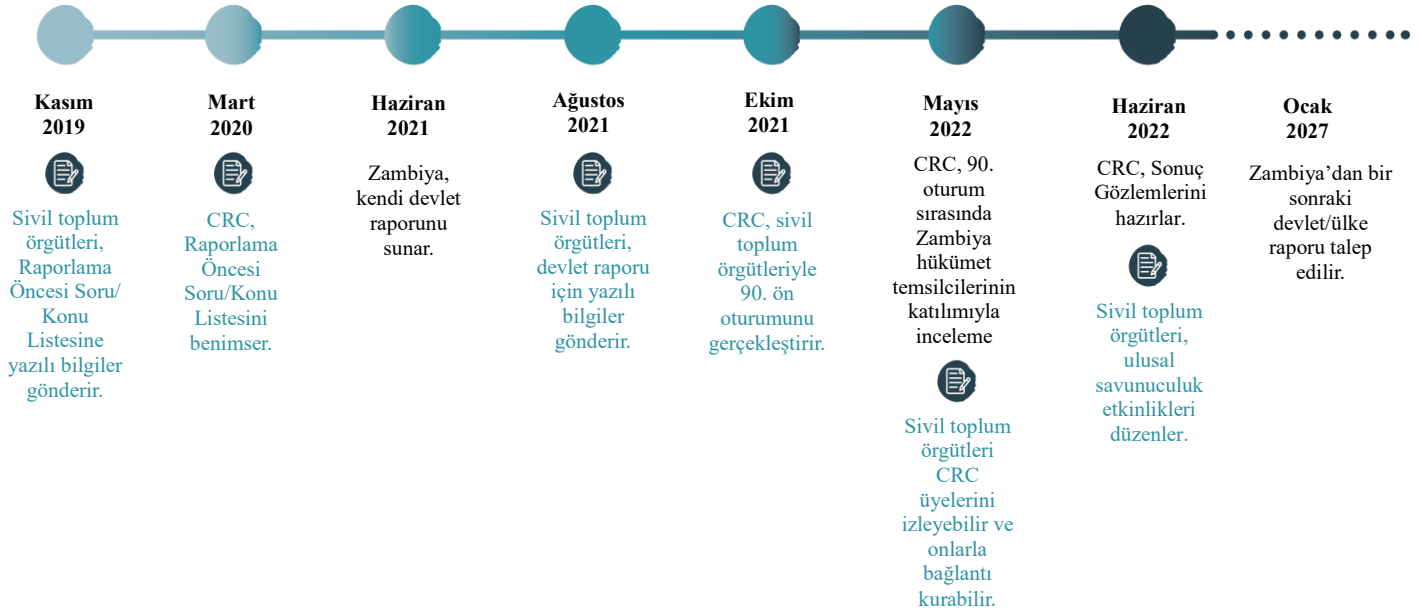 Kasım
2019
Sivil toplum
örgütleri,
Raporlama
Öncesi Soru/
Konu
Listesine
yazılı bilgiler
gönderir.
Mart
2020
CRC,
Raporlama
Öncesi
Soru/Konu
Listesini
benimser.
Haziran
2021
Zambiya,
kendi devlet
raporunu
sunar.
Ağustos
2021
Sivil toplum
örgütleri,
devlet raporu
için yazılı
bilgiler
gönderir.
Ekim
2021
CRC, sivil
toplum
örgütleriyle
90. ön
oturumunu
gerçekleştirir.
Mayıs
2022
CRC, 90.
oturum
sırasında
Zambiya
hükümet
temsilcilerinin
katılımıyla
inceleme
Sivil toplum
örgütleri
CRC
üyelerini
izleyebilir ve
onlarla
bağlantı
kurabilir.
Haziran
2022
CRC, Sonuç
Gözlemlerini
hazırlar.
Sivil toplum
örgütleri,
ulusal
savunuculuk
etkinlikleri
düzenler.
Ocak
2027
Zambiya’dan bir
sonraki
devlet/ülke
raporu talep
edilir.